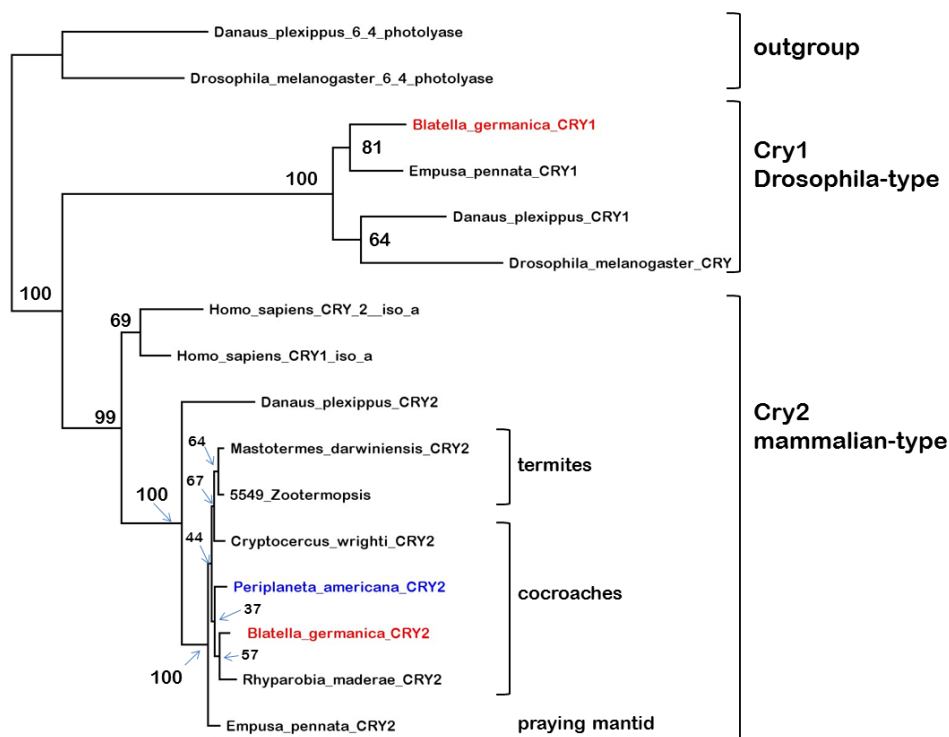 Danaus_plexippus_6_4_photolyase
outgroup
Drosophila_melanogaster_6_4_photolyase
Blatella_germanica_CRY1
81
Cry1
Drosophila-type
100
Empusa_pennata_CRY1
Danaus_plexippus_CRY1
64
Drosophila_melanogaster_CRY
100
Homo_sapiens_CRY_2__iso_a
69
Homo_sapiens_CRY1_iso_a
99
Danaus_plexippus_CRY2
Cry2
mammalian-type
64
Mastotermes_darwiniensis_CRY2
termites
67
5549_Zootermopsis
100
44
Cryptocercus_wrighti_CRY2
Periplaneta_americana_CRY2
cocroaches
37
Blatella_germanica_CRY2
57
100
Rhyparobia_maderae_CRY2
Empusa_pennata_CRY2
praying mantid